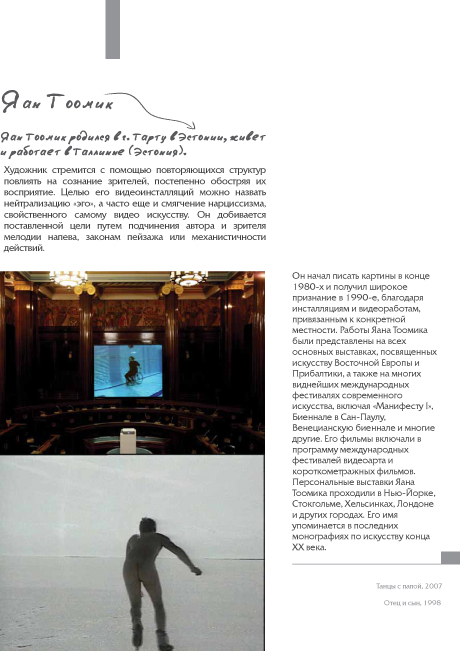 Яан Тоомик
Яан Тоомик родился в г. Тарту в Эстонии, живет
и работает в Таллинне (Эстония).
Художник стремится с помощью повторяющихся структур
повлиять на сознание зрителей, постепенно обостряя их
восприятие. Целью его видеоинсталляций можно назвать
нейтрализацию «эго», а часто еще и смягчение нарциссизма,
свойственного самому видео искусству. Он добивается
поставленной цели путем подчинения автора и зрителя
мелодии напева, законам пейзажа или механистичности
действий.
Он начал писать картины в конце
1980-х и получил широкое
признание в 1990-е, благодаря
инсталляциям и видеоработам,
привязанным к конкретной
местности. Работы Яана Тоомика
были представлены на всех
основных выставках, посвященных
искусству Восточной Европы и
Прибалтики, а также на многих
виднейших международных
фестивалях современного
искусства, включая «Манифесту I»,
Биеннале в Сан-Паулу,
Венецианскую биеннале и многие
другие. Его фильмы включали в
программу международных
фестивалей видеоарта и
короткометражных фильмов.
Персональные выставки Яана
Тоомика проходили в Нью-Йорке,
Стокгольме, Хельсинках, Лондоне
и других городах. Его имя
упоминается в последних
монографиях по искусству конца
XX века.
Танцы с папой, 2007
Отец и сын, 1998